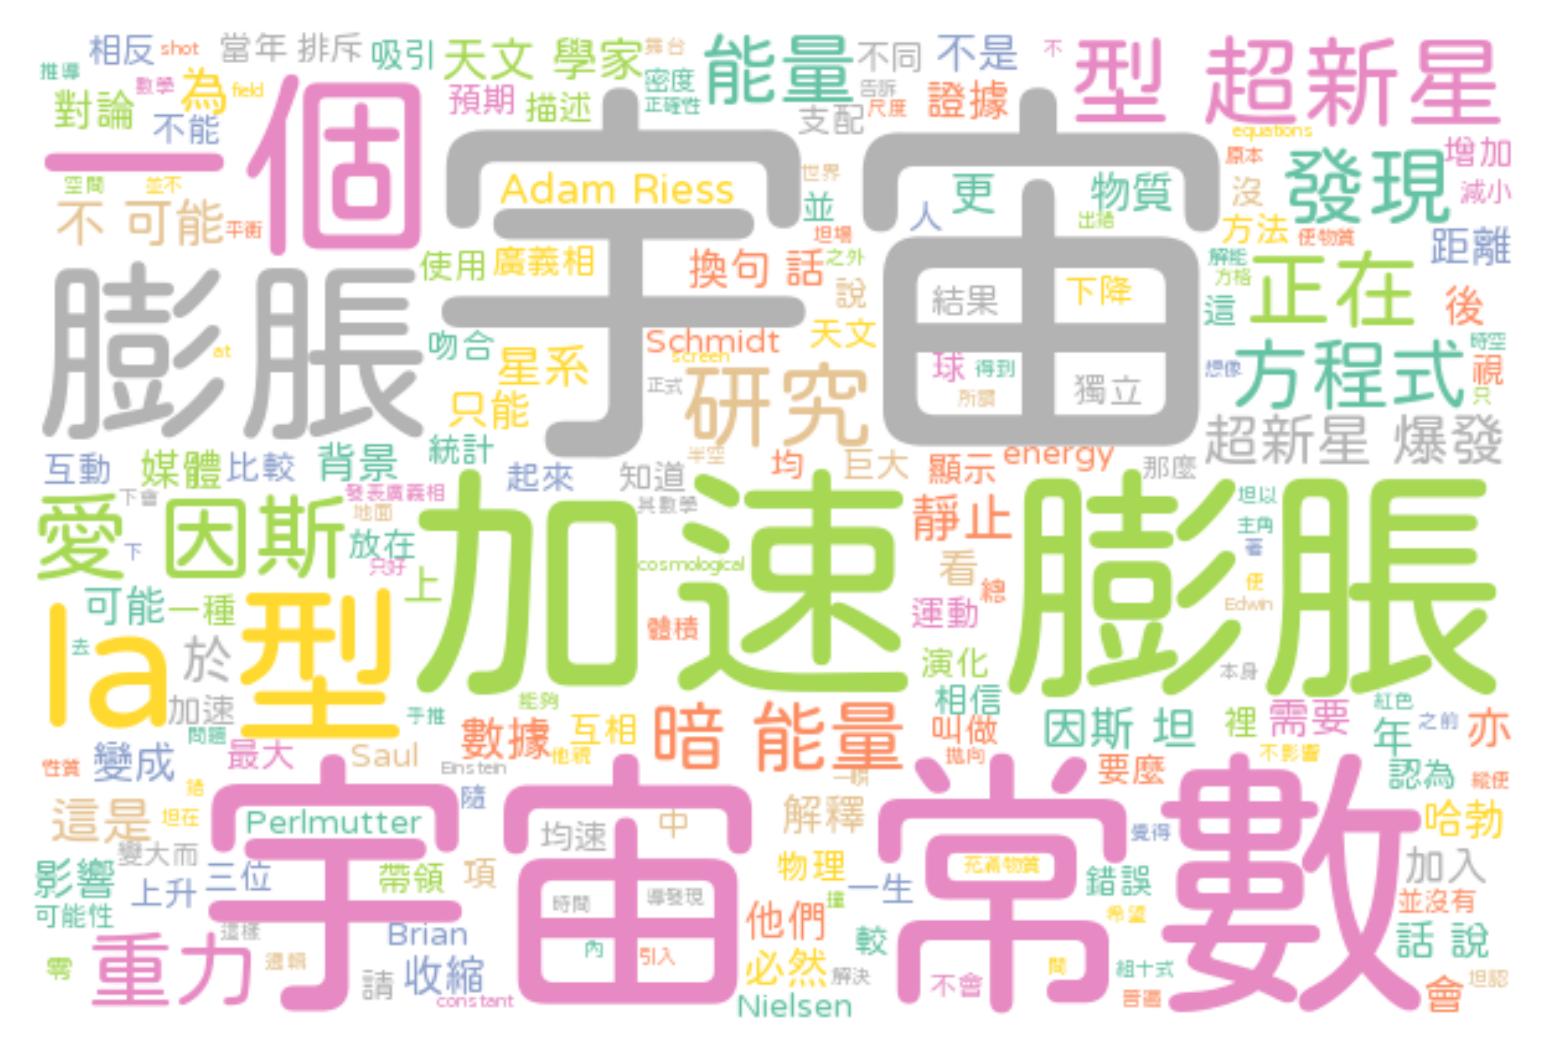 相反 shot 當年 排斥 吸引 天文 學家 舞台 能量 不同 不是 不 型 超新星
推導 數學 為 field 預期 描述 密度 正確性 告訴 尺度 證據
對論 不能 一個 支配 equations
宇宙
空間 並不 Adam Riess 世界 並 更 物質 原本 發現 增加
不 可能 平衡 人 出錯 沒 減小
使用 廣義相 換句 話 坦場 之外 方法 使物質 距離
膨脹 說 結果 下降 解能 方格 正在
吻合 Schmidt 天文 這 後
at 星系 screen 研究 球 得到 獨立 方程式 時空
只能 正式 所謂 想像 視 只
統計 半空 超新星 爆發
互動 媒體 比較 背景 起來 知道 均 巨大 顯示 energy 那麼
下會 發表廣義相 其數學 坦以
愛 因斯 地面 加速 膨脹 靜止 主角
下 放在 著
只好 cosmological 看 總 使
可能 一種 上 運動 Edwin
la 型 去 體積
於 演化 本身
加速 能夠 相信 紅色
問題 手推 數據 互相 暗 能量 叫做 因斯 坦 裡 需要 年 之前 亦
性質 變成 最大 Saul Einstein 他視 拋向 要麼 不影響 認為 縱使
宇宙 常數
這是 坦在 Perlmutter 隨 均速 中 解釋 覺得 哈勃
影響 變大而 三位 帶領 項 物理 充滿物質 錯誤 加入
可能性 上升 時間 導發現 一生 並沒有
這樣 Brian 他們 較 希望 話 說
零 重力 邏輯 請 收縮 內 引入 必然 解決 不會 間 組十式
constant Nielsen 會 坦認